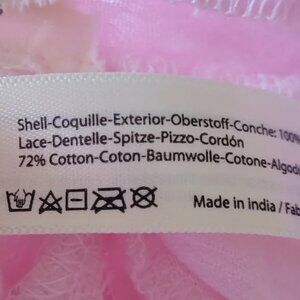 Shell-Coquille-Exterior-Oberstoff-Conche: 100%
Lace-Dentelle-Spitze-Pizzo-Cordón
72% Cotton-Coton-Baumwolle-Cotone-Algod
Made in india / Fab